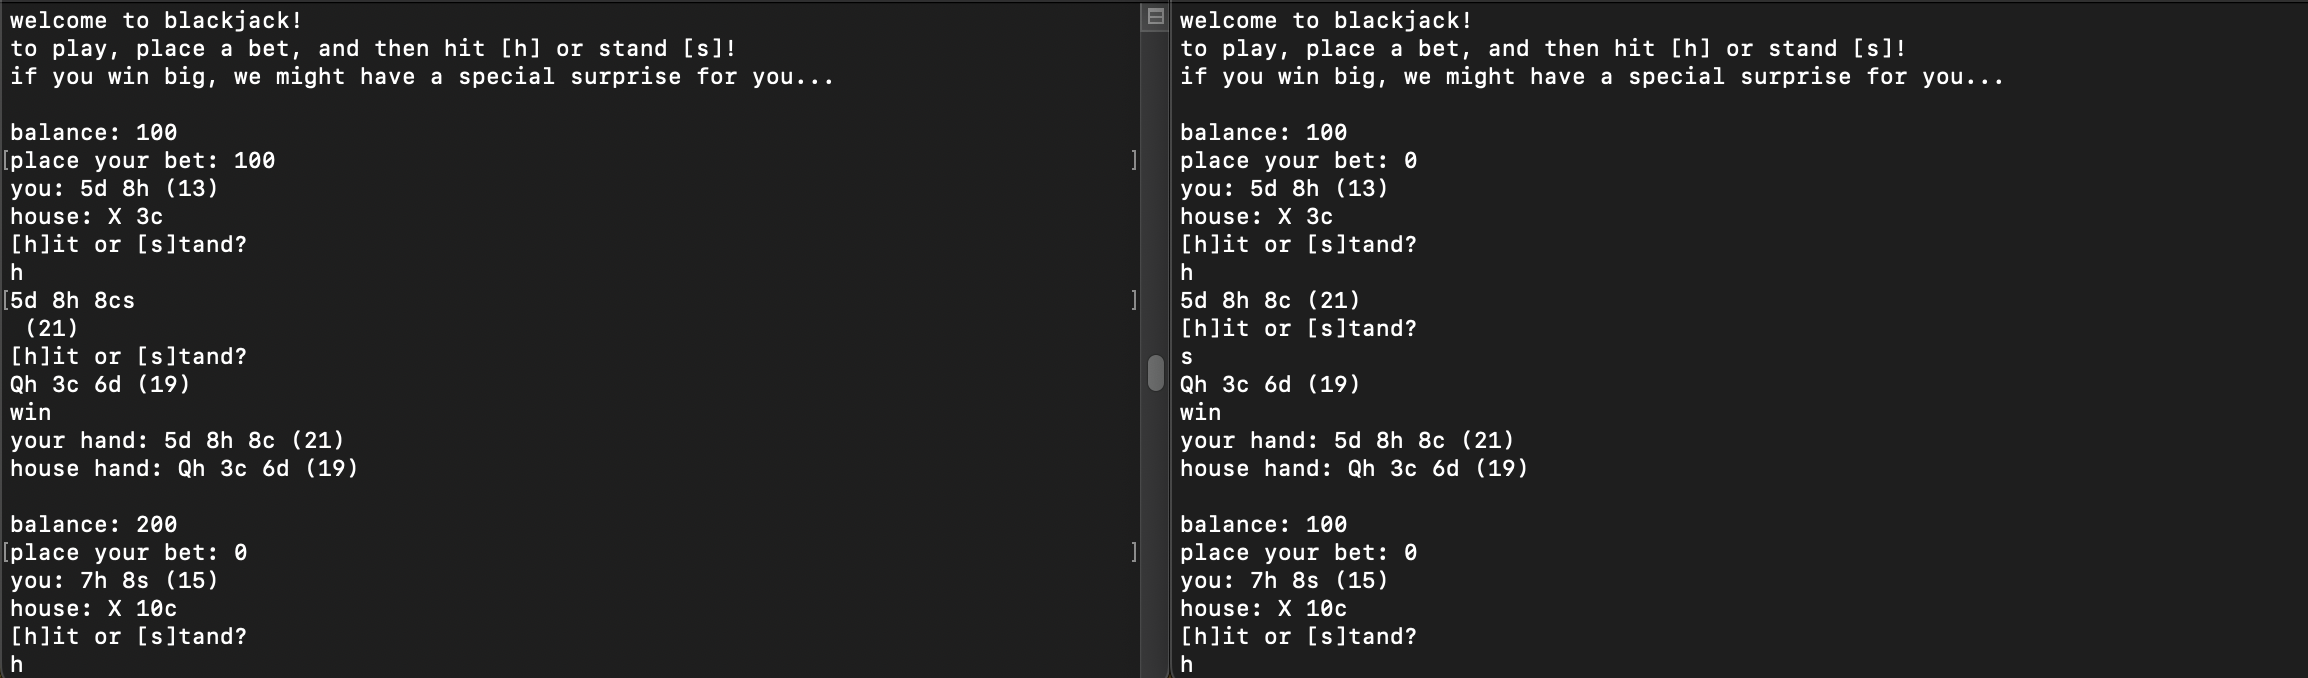 welcome to blackjack!
to play, place a bet, and then hit [h] or stand [s]!
if you win big, we might have a special surprise for you...
balance: 100
[place your bet: 100 ]
you: 5d 8h (13)
house: X 3c
[h]it or [s]tand?
h
[5d 8h 8cs ]
(21)
[h]it or [s]tand?
Qh 3c 6d (19)
win
your hand: 5d 8h 8c (21)
house hand: Qh 3c 6d (19)
balance: 200
[place your bet: 0 ]
you: 7h 8s (15)
house: X 10c
[h]it or [s]tand?
h
welcome to blackjack!
to play, place a bet, and then hit [h] or stand [s]!
if you win big, we might have a special surprise for you...
balance: 100
place your bet: 0
you: 5d 8h (13)
house: X 3c
[h]it or [s]tand?
h
5d 8h 8c (21)
[h]it or [s]tand?
s
Qh 3c 6d (19)
win
your hand: 5d 8h 8c (21)
house hand: Qh 3c 6d (19)
balance: 100
place your bet: 0
you: 7h 8s (15)
house: X 10c
[h]it or [s]tand?
h